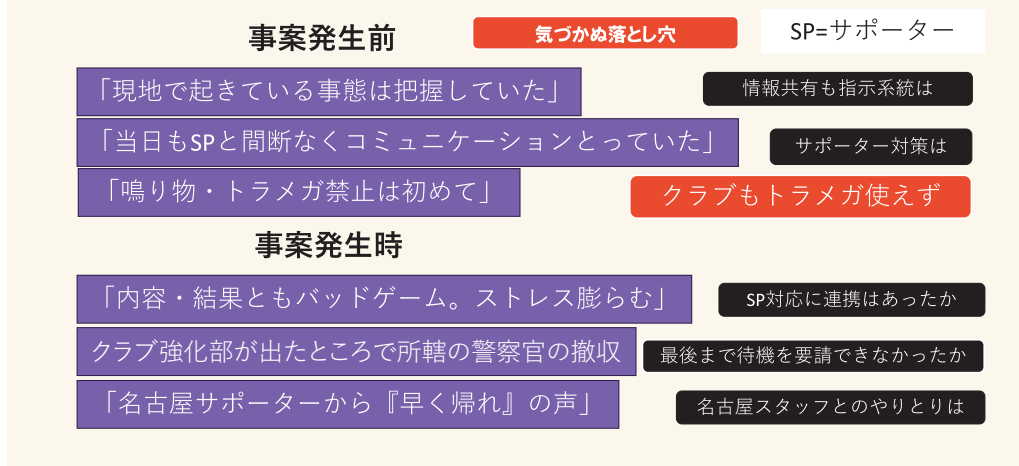 事案発生前
気づかぬ落とし穴
SP=サポーター
「現地で起きている事態は把握していた」
情報共有も指示系統は
「当日もSPと間断なくコミュニケーションとっていた」
サポーター対策は
「鳴り物・トラメガ禁止は初めて」
クラブもトラメガ使えず
事案発生時
「内容・結果ともバッドゲーム。ストレス膨らむ」
SP対応に連携はあったか
クラブ強化部が出たところで所轄の警察官の撤収
最後まで待機を要請できなかったか
「名古屋サポーターから『早く帰れ』の声」
名古屋スタッフとのやりとりは